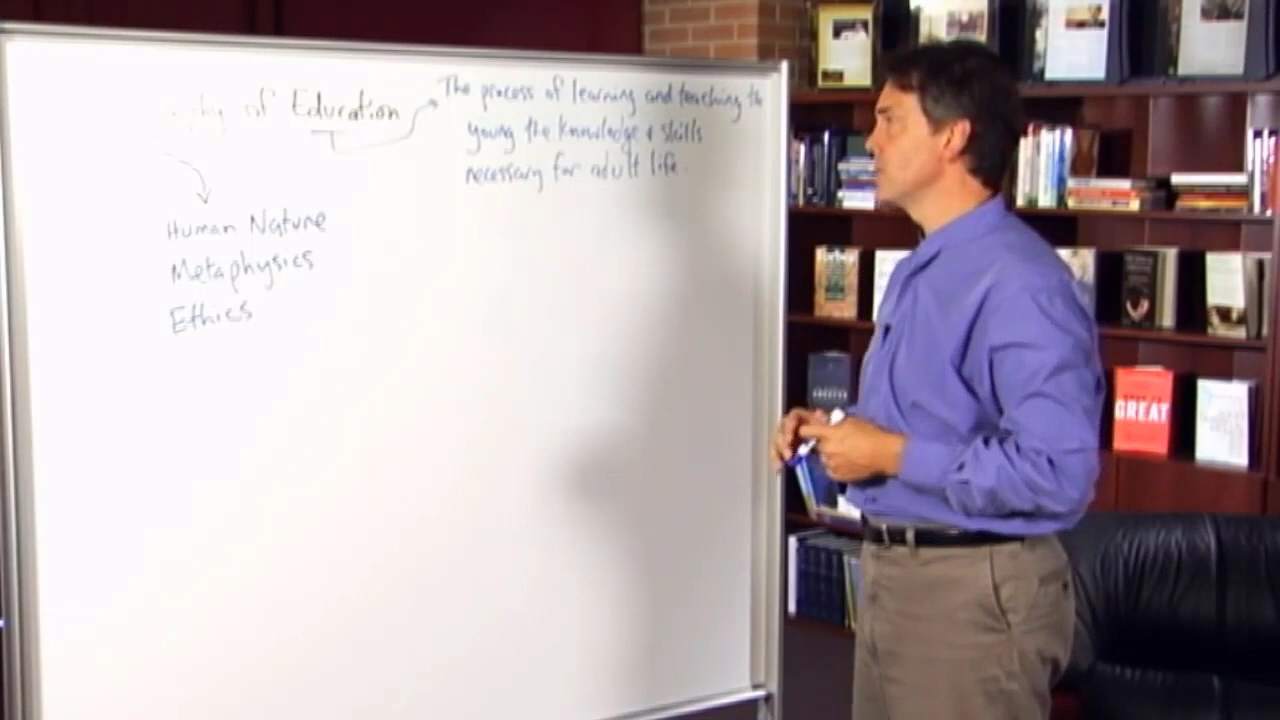 of Education
The process of learning and teaching the
young the knowledge & skills
necessary for adult life.
Human Nature
Metaphysics
Ethics
GREAT